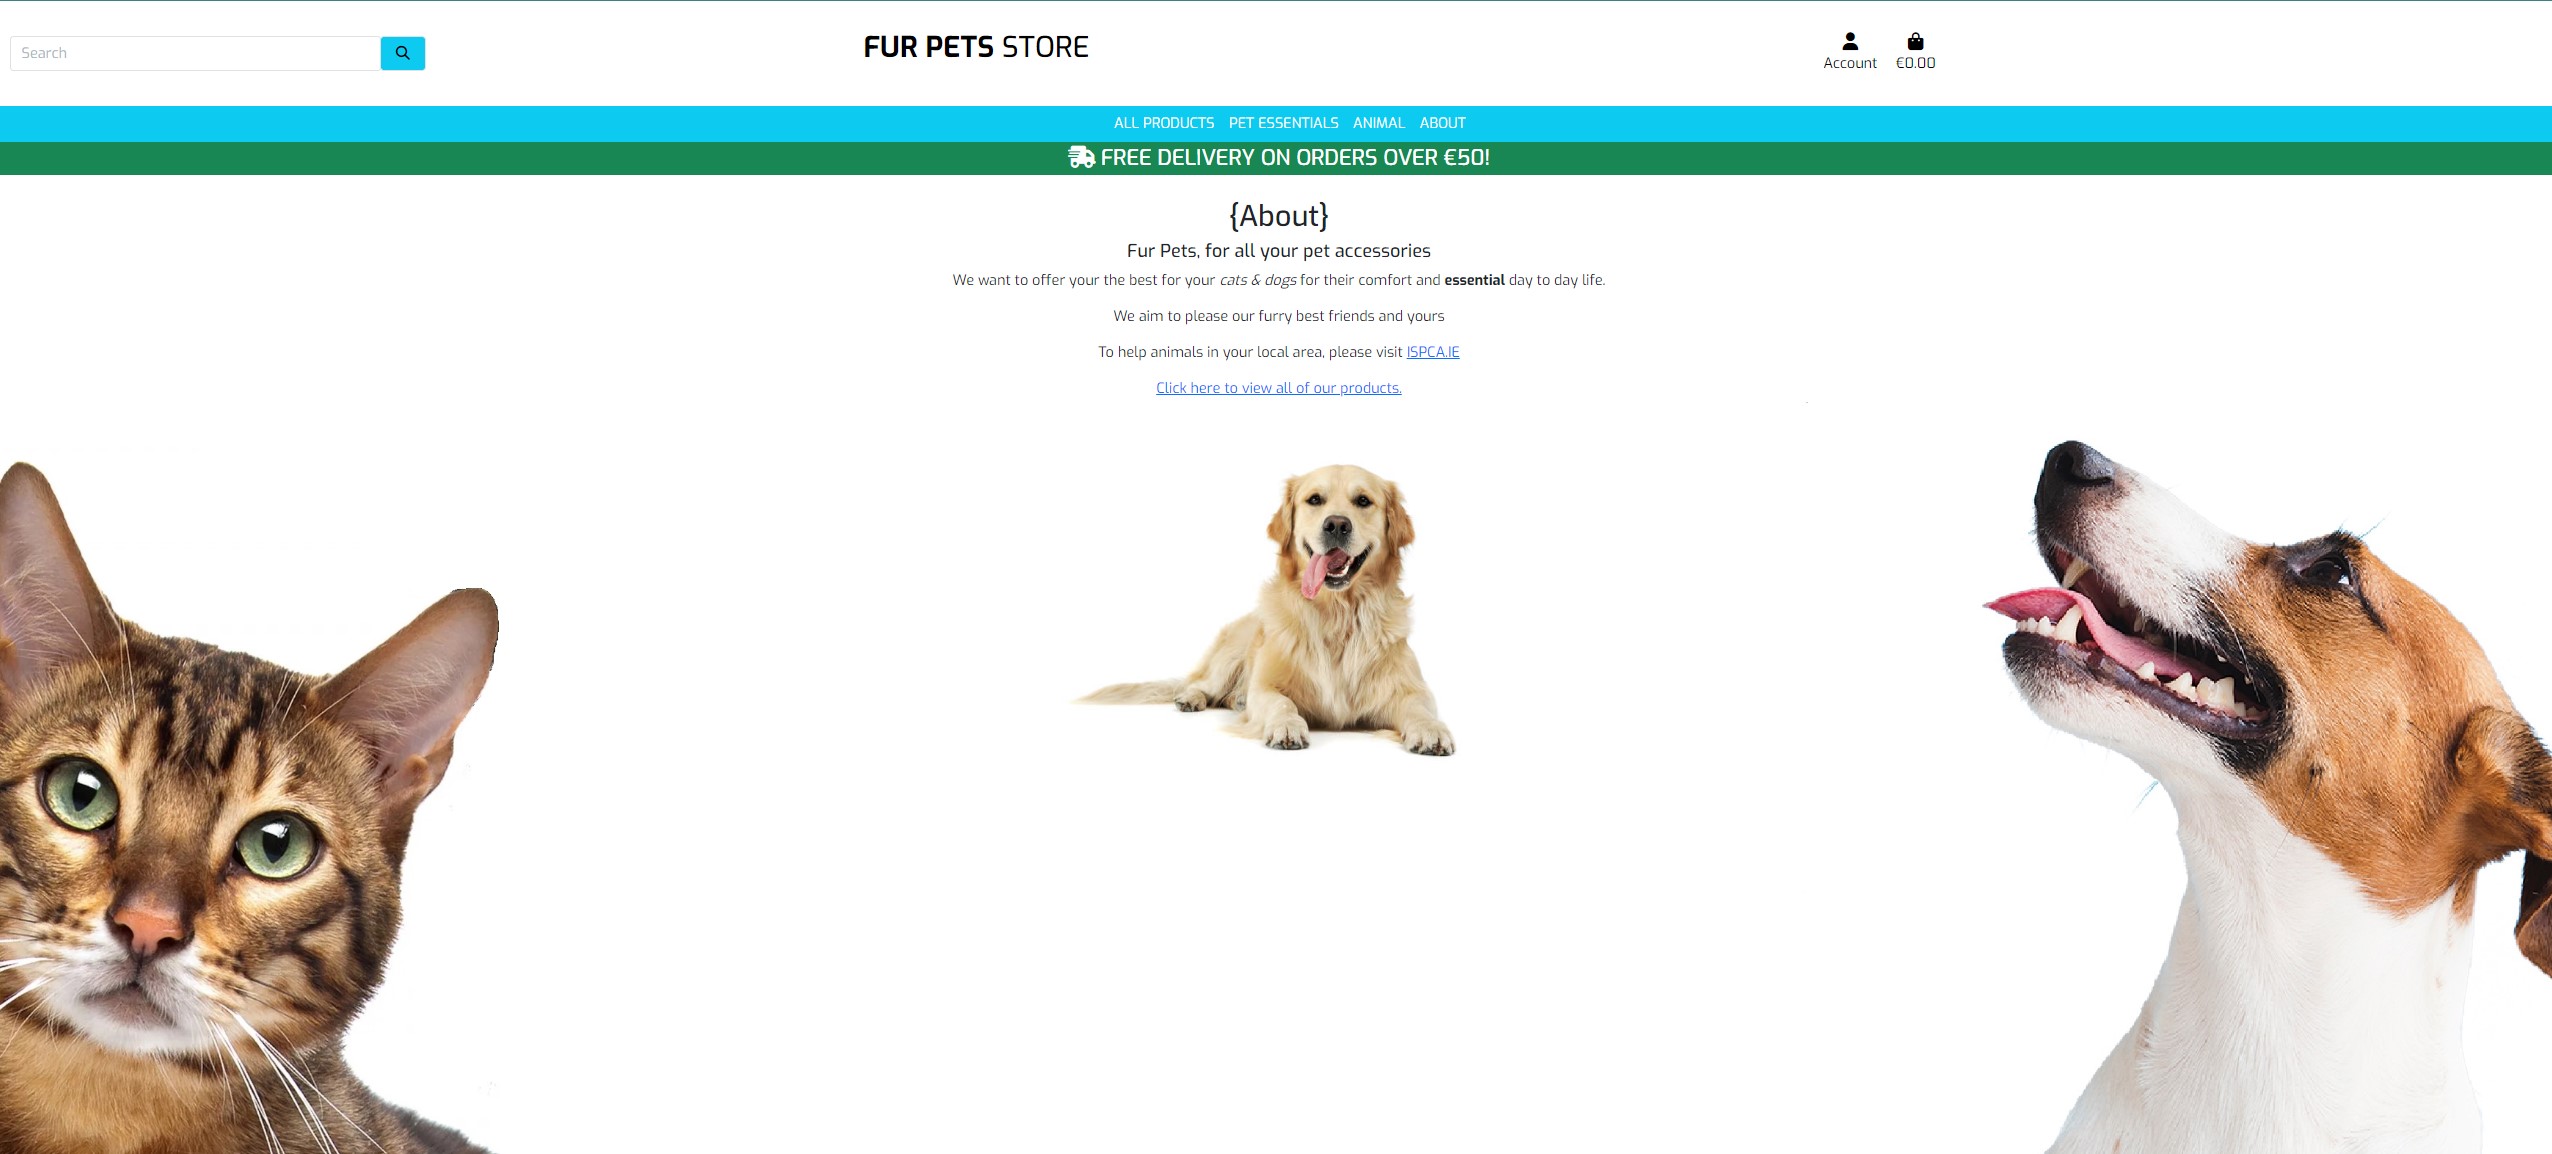 Search
FUR PETS STORE
Account €0.00
ALL PRODUCTS PET ESSENTIALS ANIMAL ABOUT
FREE DELIVERY ON ORDERS OVER €50!
{About}
Fur Pets, for all your pet accessories
We want to offer your the best for your cats & dogs for their comfort and essential day to day life.
We aim to please our furry best friends and yours
To help animals in your local area, please visit ISPCA.IE
Click here to view all of our products.